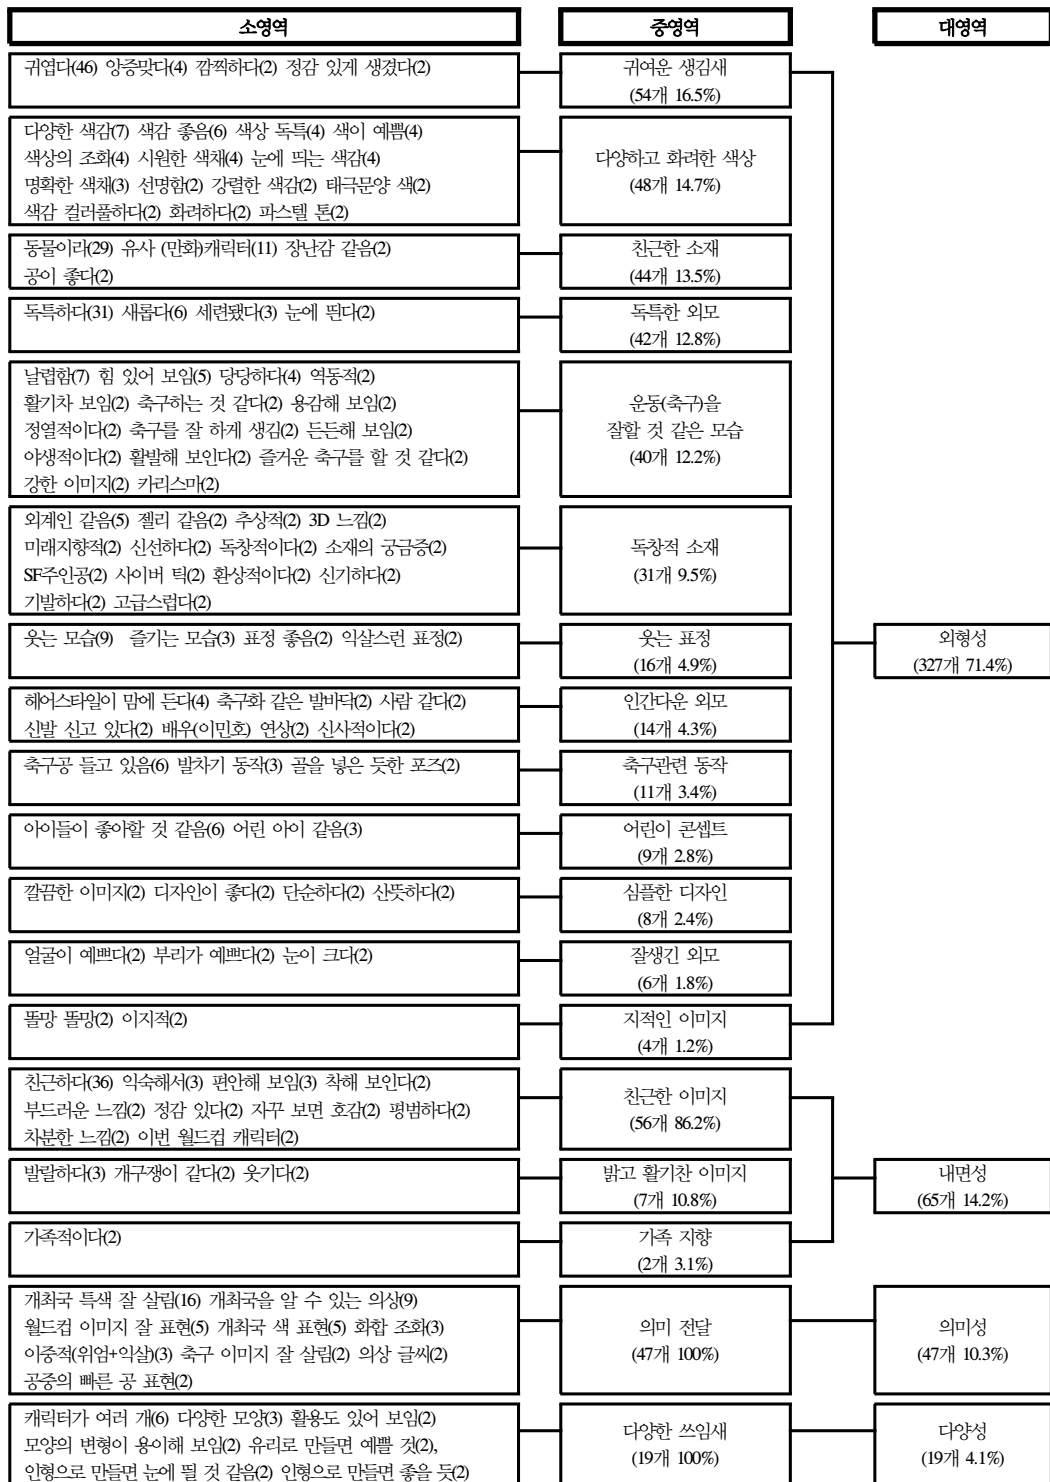 소영역
중영역
대영역
귀엽다(46) 앙증맞다(4) 깜찍하다(2) 정감 있게 생겼다(2)
귀여운 생김새
(54개 16.5%)
다양한 색감(7) 색감 좋음(6) 색상 독특(4) 색이 예쁨(4)
색상의 조화(4) 시원한 색채(4) 눈에 띄는 색감(4)
명확한 색채(3) 선명함(2) 강렬한 색감(2) 태극문양 색(2)
색감 컬러풀하다(2) 화려하다(2) 파스텔 톤(2)
다양하고 화려한 색상
(48개 14.7%)
동물이라(29) 유사 (만화)캐릭터(11) 장난감 같음(2)
공이 좋다(2)
친근한 소재
(44개 13.5%)
독특하다(31) 새롭다(6) 세련됐다(3) 눈에 띈다(2)
독특한 외모
(42개 12.8%)
날렵함(7) 힘 있어 보임(5) 당당하다(4) 역동적(2)
활기차 보임(2) 축구하는 것 같다(2) 용감해 보임(2)
정열적이다(2) 축구를 잘 하게 생김(2) 든든해 보임(2)
야생적이다(2) 활발해 보인다(2) 즐거운 축구를 할 것 같다(2)
강한 이미지(2) 카리스마(2)
운동(축구)을
잘할 것 같은 모습
(40개 12.2%)
외계인 같음(5) 젤리 같음(2) 추상적(2) 3D 느낌(2)
미래지향적(2) 신선하다(2) 독창적이다(2) 소재의 궁금증(2)
SF주인공(2) 사이버 틱(2) 환상적이다(2) 신기하다(2)
기발하다(2) 고급스럽다(2)
독창적 소재
(31개 9.5%)
웃는 모습(9) 즐기는 모습(3) 표정 좋음(2) 익살스런 표정(2)
웃는 표정
(16개 4.9%)
외형성
(327개 71.4%)
헤어스타일이 맘에 든다(4) 축구화 같은 발바닥(2) 사람 같다(2)
신발 신고 있다(2) 배우(이민호) 연상(2) 신사적이다(2)
인간다운 외모
(14개 4.3%)
축구공 들고 있음(6) 발차기 동작(3) 골을 넣은 듯한 포즈(2)
축구관련 동작
(11개 3.4%)
아이들이 좋아할 것 같음(6) 어린 아이 같음(3)
어린이 콘셉트
(9개 2.8%)
깔끔한 이미지(2) 디자인이 좋다(2) 단순하다(2) 산뜻하다(2)
심플한 디자인
(8개 2.4%)
얼굴이 예쁘다(2) 부리가 예쁘다(2) 눈이 크다(2)
잘생긴 외모
(6개 1.8%)
똘망 똘망(2) 이지적(2)
지적인 이미지
(4개 1.2%)
친근하다(36) 익숙해서(3) 편안해 보임(3) 착해 보인다(2)
부드러운 느낌(2) 정감 있다(2) 자꾸 보면 호감(2) 평범하다(2)
차분한 느낌(2) 이번 월드컵 캐릭터(2)
친근한 이미지
(56개 86.2%)
발랄하다(3) 개구쟁이 같다(2) 웃기다(2)
밝고 활기찬 이미지
(7개 10.8%)
내면성
(65개 14.2%)
가족적이다(2)
가족 지향
(2개 3.1%)
개최국 특색 잘 살림(16) 개최국을 알 수 있는 의상(9)
월드컵 이미지 잘 표현(5) 개최국 색 표현(5) 화합 조화(3)
이중적(위엄+익살)(3) 축구 이미지 잘 살림(2) 의상 글씨(2)
공중의 빠른 공 표현(2)
의미 전달
(47개 100%)
의미성
(47개 10.3%)
캐릭터가 여러 개(6) 다양한 모양(3) 활용도 있어 보임(2)
모양의 변형이 용이해 보임(2) 유리로 만들면 예쁠 것(2),
인형으로 만들면 눈에 띌 것 같음(2) 인형으로 만들면 좋을 듯(2)
다양한 쓰임새
(19개 100%)
다양성
(19개 4.1%)